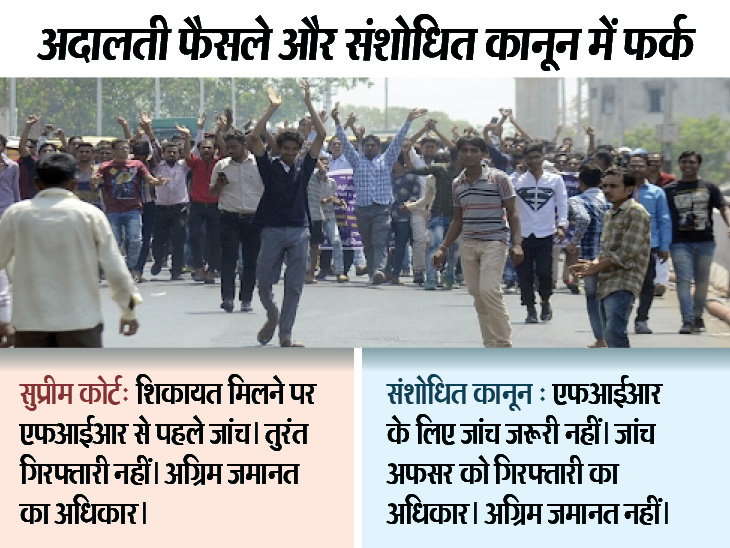 अदालती फैसले और संशोधित कानून में फर्क
सुप्रीम कोर्ट: शिकायत मिलने पर
एफआईआर से पहले जांच। तुरंत
गिरफ्तारी नहीं। अग्रिम जमानत
का अधिकार।
संशोधित कानून : एफआईआर
के लिए जांच जरूरी नहीं। जांच
अफसर को गिरफ्तारी का
अधिकार। अग्रिम जमानत नहीं।